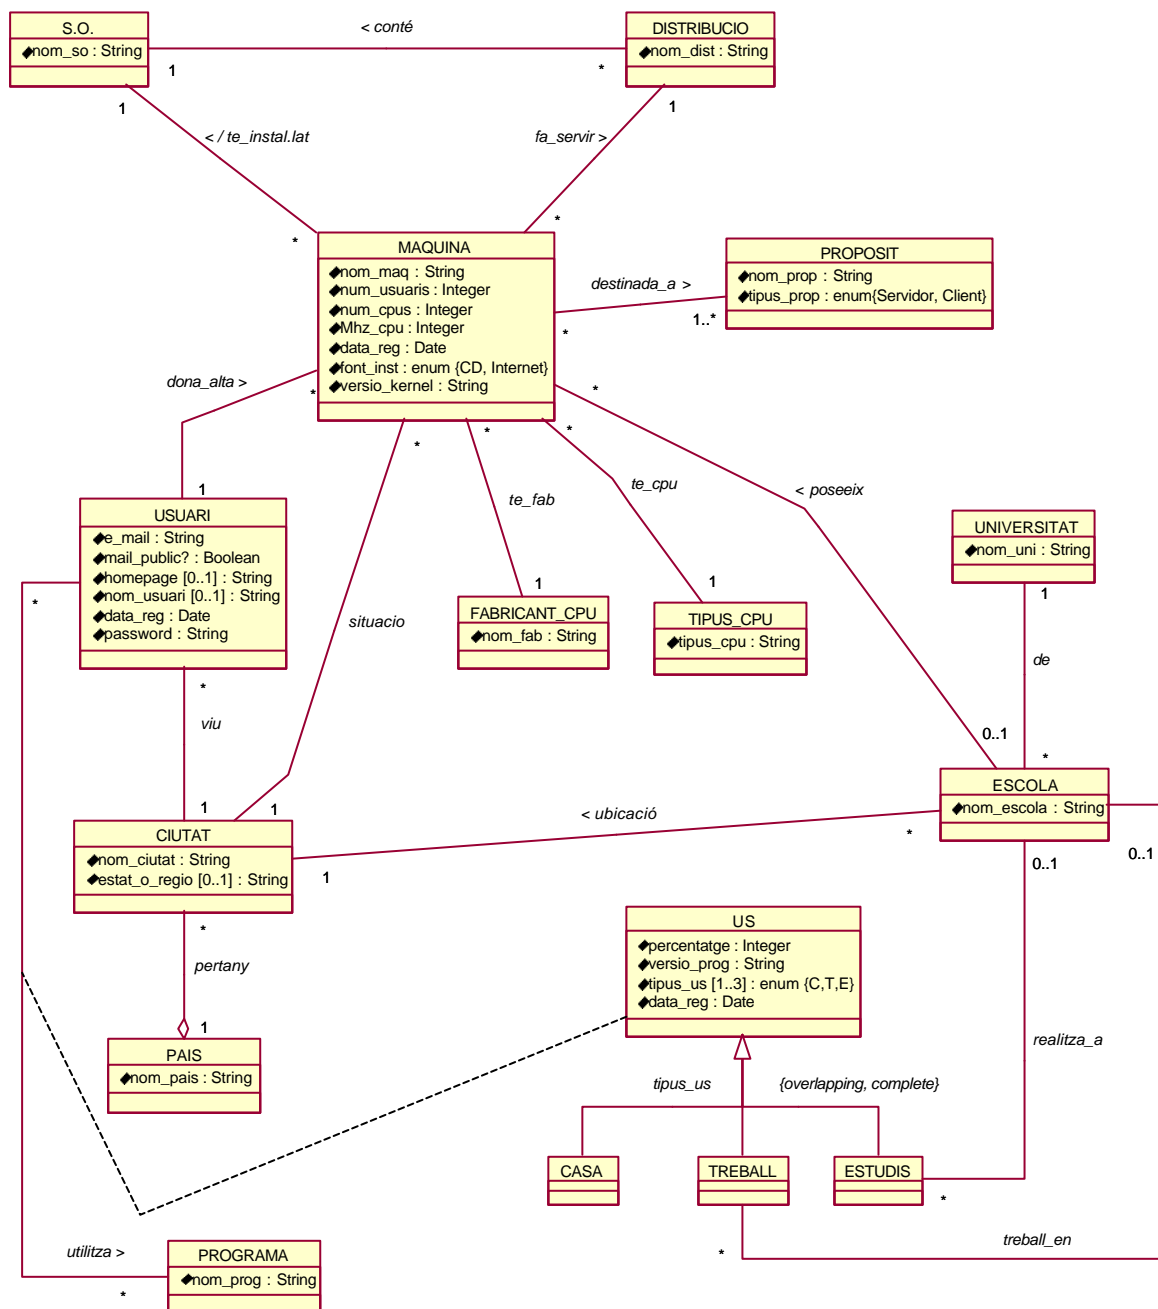 S.O.
nom_so : String
< conté
1
*
DISTRIBUCIO
nom_dist : String
1
1
< / te_instal.lat
fa_servir >
*
*
MAQUINA
nom_maq : String
num_usuaris : Integer
num_cpus : Integer
Mhz_cpu : Integer
data_reg : Date
font_inst : enum {CD, Internet}
versio_kernel : String
destinada_a >
*
1..*
PROPOSIT
nom_prop : String
tipus_prop : enum{Servidor, Client}
dona_alta >
*
1
*
*
*
*
te_fab
te_cpu
< poseeix
USUARI
e_mail : String
mail_public? : Boolean
homepage [0..1] : String
nom_usuari [0..1] : String
data_reg : Date
password : String
*
situacio
1
FABRICANT_CPU
nom_fab : String
1
TIPUS_CPU
tipus_cpu : String
UNIVERSITAT
nom_uni : String
1
de
*
0..1
*
viu
1
1
CIUTAT
nom_ciutat : String
estat_o_regio [0..1] : String
1
< ubicació
*
ESCOLA
nom_escola : String
0..1
0..1
*
pertany
1
PAIS
nom_pais : String
US
percentatge : Integer
versio_prog : String
tipus_us [1..3] : enum {C,T,E}
data_reg : Date
realitza_a
tipus_us
{overlapping, complete}
CASA
TREBALL
ESTUDIS
*
*
treball_en
utilitza >
*
PROGRAMA
nom_prog : String